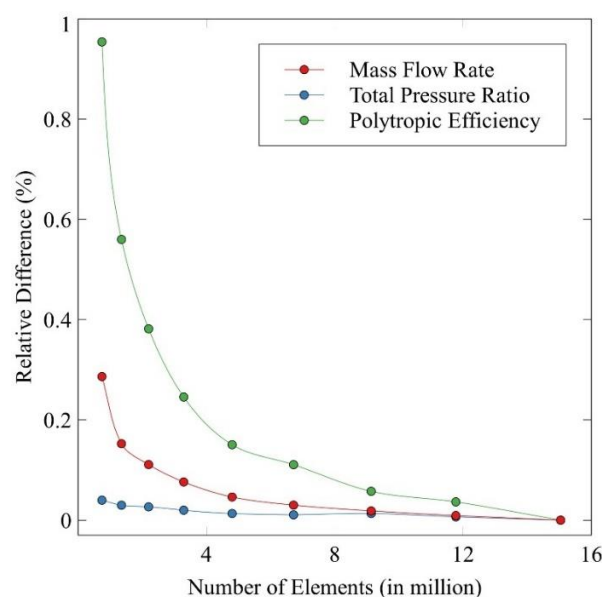 1
0.8
0.6
0.4
0.2
0
Relative Difference (%)
Mass Flow Rate
Total Pressure Ratio
Polytropic Efficiency
4
8
12
16
Number of Elements (in million)